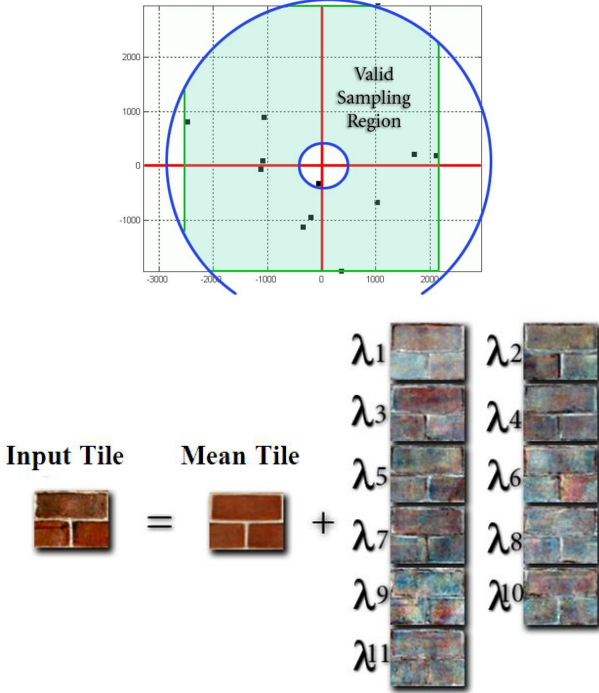 2000
1000
0
-1000
-3000
-2000
-1000
0
1000
2000
Valid
Sampling
Region
λ1
λ2
λ3
λ4
Input Tile
Mean Tile
λ5
λ6
=
+
λ7
λ8
λ9
λ10
λ11